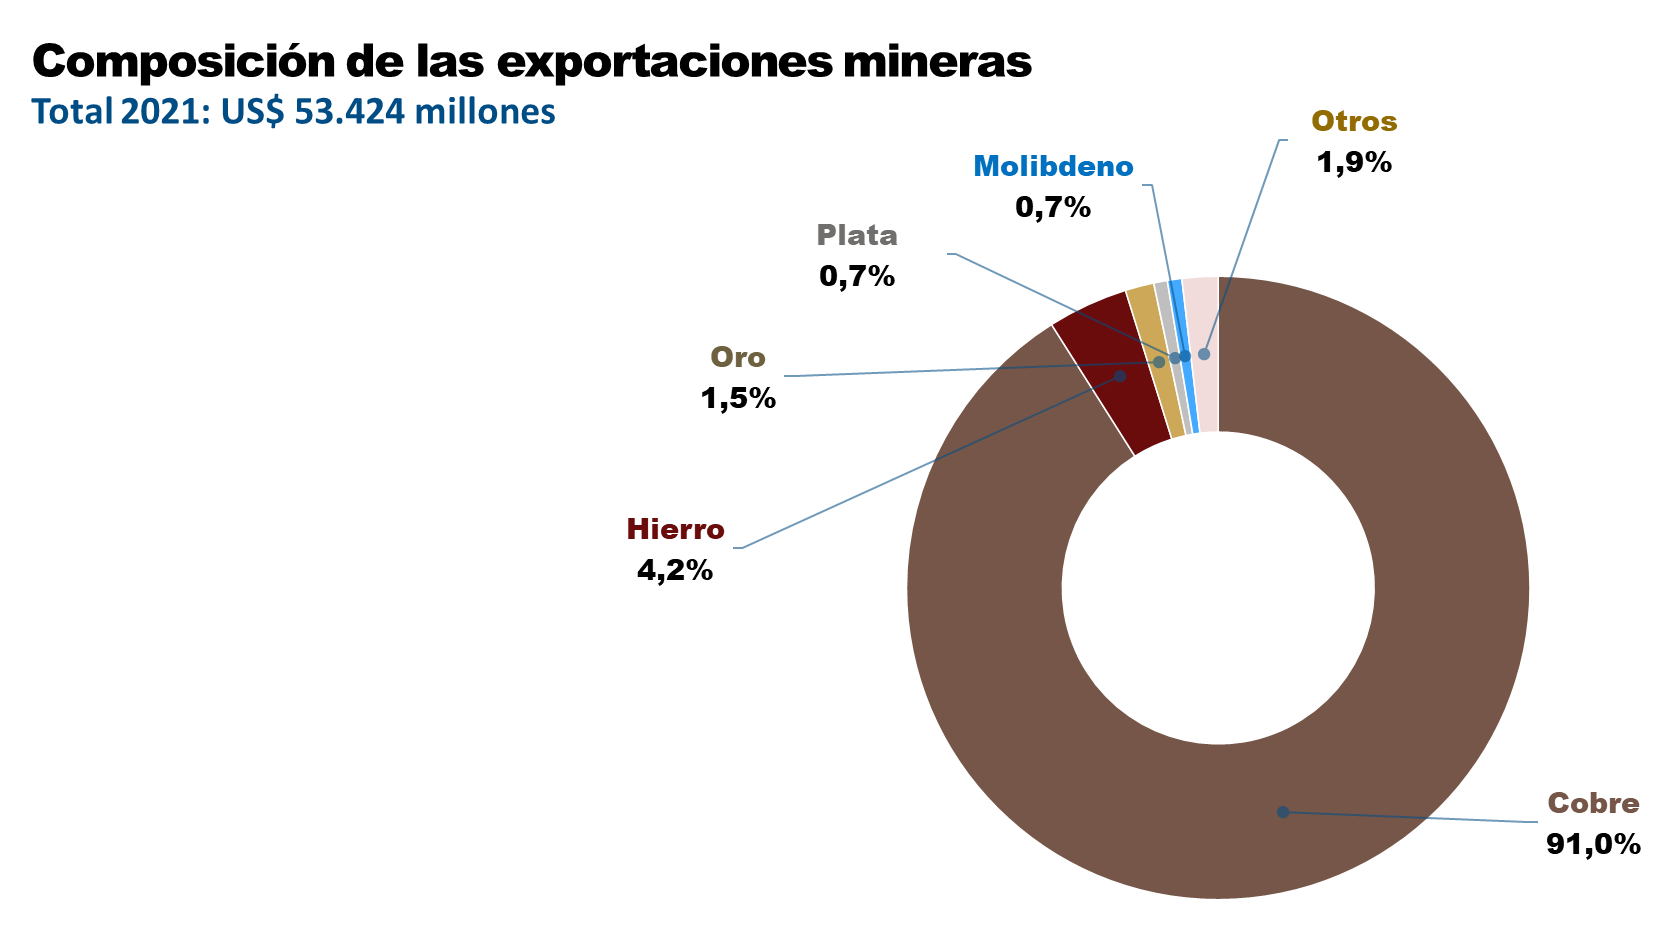 Composición de las exportaciones mineras
Total 2021: US$ 53.424 millones
Otros
1,9%
Molibdeno
0,7%
Plata
0,7%
Oro
1,5%
Hierro
4,2%
Cobre
91,0%